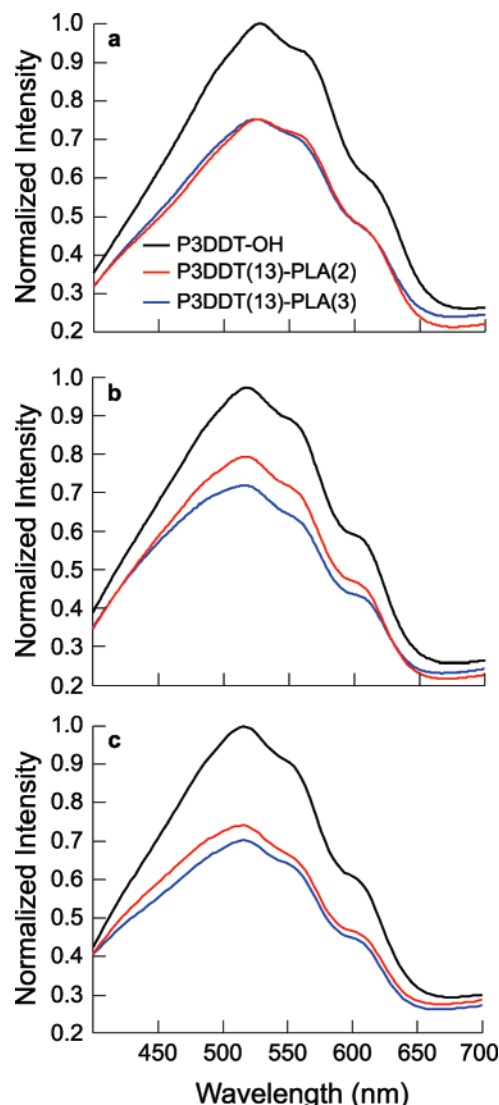 a
1.0
0.9
0.8
0.7
0.6
0.5
0.4
0.3
0.2
Normalized Intensity
P3DDT-OH
P3DDT(13)-PLA(2)
P3DDT(13)-PLA(3)
b
1.0
0.9
0.8
0.7
0.6
0.5
0.4
0.3
0.2
Normalized Intensity
c
1.0
0.9
0.8
0.7
0.6
0.5
0.4
0.3
0.2
Normalized Intensity
450 500 550 600 650 700
Wavelength (nm)